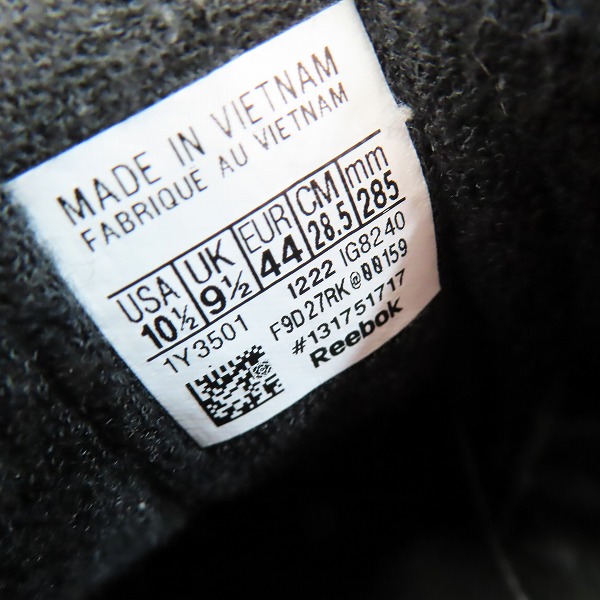 MADE IN VIETNAM
FABRIQUE AU VIETNAM
USA UK EUR CM mm
10½ 9½ 44 28.5 285
1Y3501 1222 IG8240
F9D27RK@00159
#131751717
Reebok